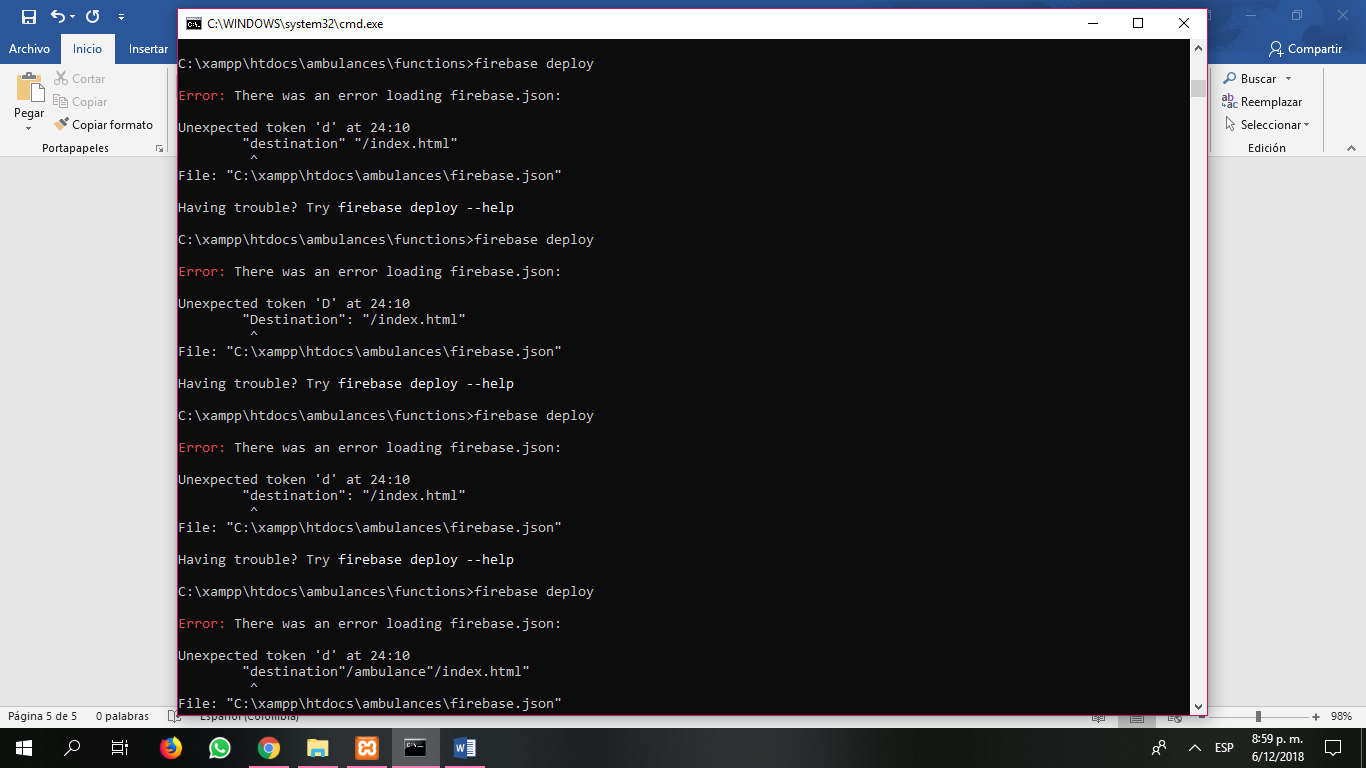 C:\WINDOWS\system32\cmd.exe
Archivo Inicio Insertar
Compartir
Pegar
Cortar
Copiar
Copiar formato
Portapapeles
Buscar
Reemplazar
Seleccionar
Edición
C:\xampp\htdocs\ambulances\functions>firebase deploy
Error: There was an error loading firebase.json:
Unexpected token 'd' at 24:10
"destination" "/index.html"
^
File: "C:\xampp\htdocs\ambulances\firebase.json"
Having trouble? Try firebase deploy --help
C:\xampp\htdocs\ambulances\functions>firebase deploy
Error: There was an error loading firebase.json:
Unexpected token 'D' at 24:10
"Destination": "/index.html"
^
File: "C:\xampp\htdocs\ambulances\firebase.json"
Having trouble? Try firebase deploy --help
C:\xampp\htdocs\ambulances\functions>firebase deploy
Error: There was an error loading firebase.json:
Unexpected token 'd' at 24:10
"destination": "/index.html"
^
File: "C:\xampp\htdocs\ambulances\firebase.json"
Having trouble? Try firebase deploy --help
C:\xampp\htdocs\ambulances\functions>firebase deploy
Error: There was an error loading firebase.json:
Unexpected token 'd' at 24:10
"destination"/ambulance"/index.html"
^
File: "C:\xampp\htdocs\ambulances\firebase.json"
Página 5 de 5 0 palabras Español (Colombia) 98%
ESP
8:59 p. m.
6/12/2018